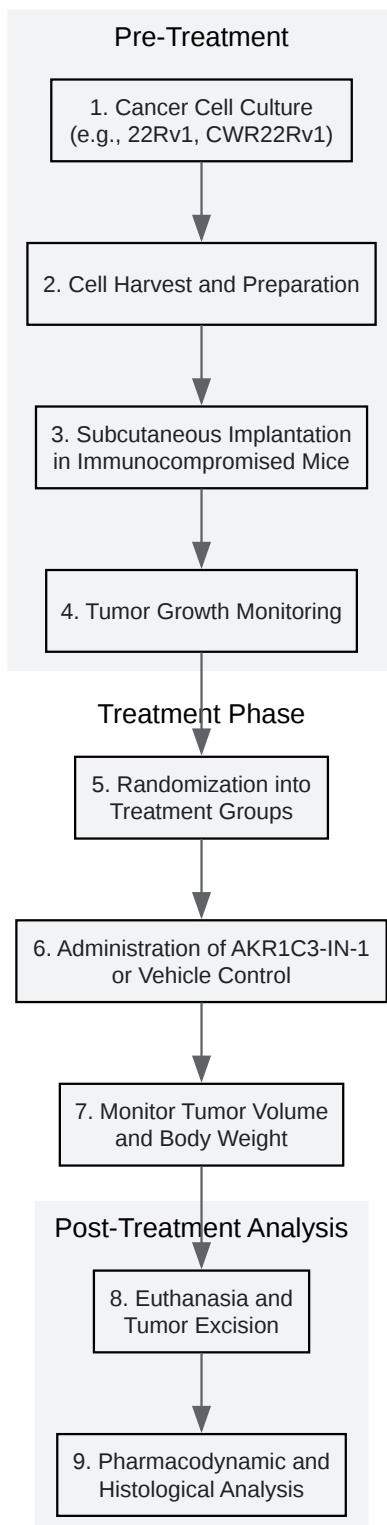 Pre-Treatment
1. Cancer Cell Culture
(e.g., 22Rv1, CWR22Rv1)
2. Cell Harvest and Preparation
3. Subcutaneous Implantation
in Immunocompromised Mice
4. Tumor Growth Monitoring
Treatment Phase
5. Randomization into
Treatment Groups
6. Administration of AKR1C3-IN-1
or Vehicle Control
7. Monitor Tumor Volume
and Body Weight
Post-Treatment Analysis
8. Euthanasia and
Tumor Excision
9. Pharmacodynamic and
Histological Analysis